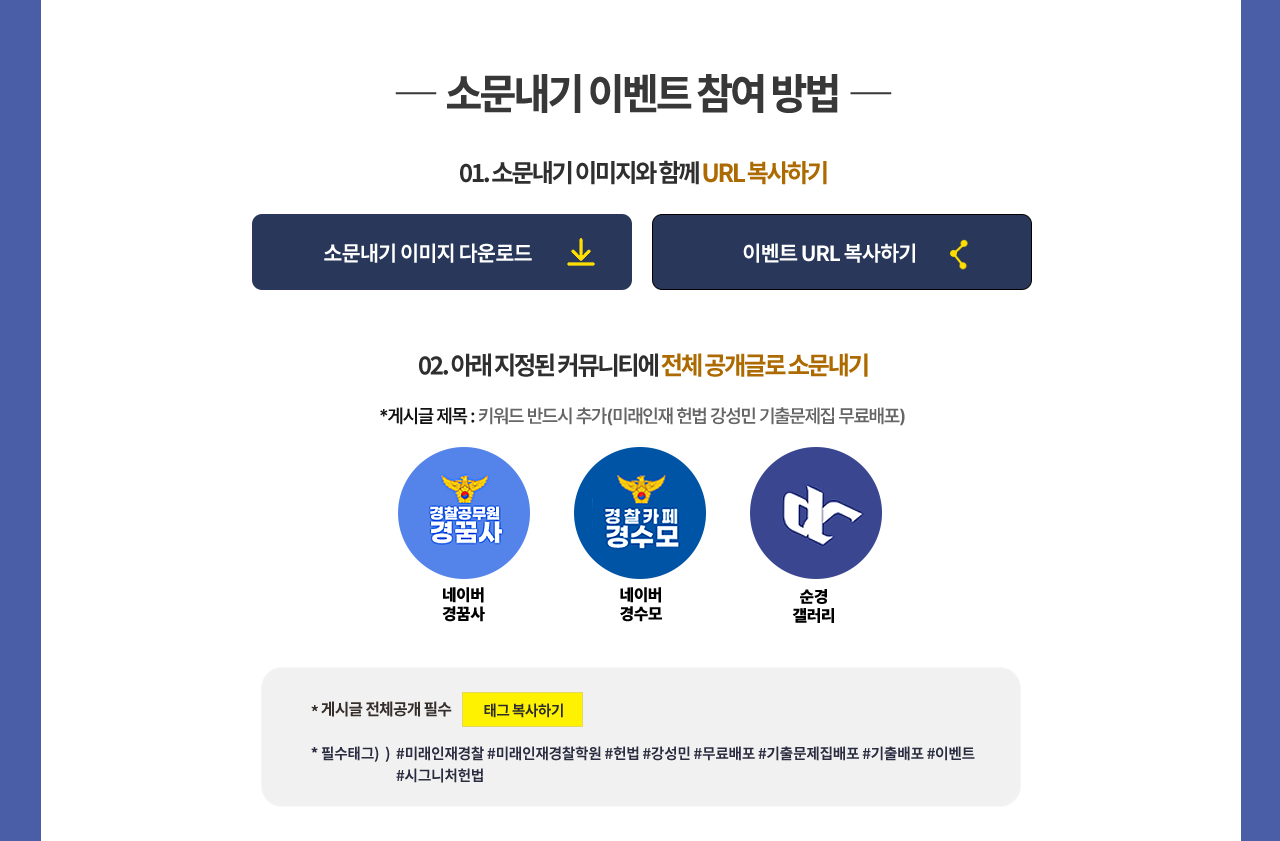 소문내기 이벤트 참여 방법
01. 소문내기 이미지와 함께 URL 복사하기
소문내기 이미지 다운로드
이벤트 URL 복사하기
02. 아래 지정된 커뮤니티에 전체 공개글로 소문내기
*게시글 제목 : 키워드 반드시 추가(미래인재 헌법 강성민 기출문제집 무료배포)
경찰공무원
경꿈사
경찰카페
경수모
네이버
경꿈사
네이버
경수모
순경
갤러리
* 게시글 전체공개 필수
태그 복사하기
* 필수태그) ) #미래인재경찰 #미래인재경찰학원 #헌법 #강성민 #무료배포 #기출문제집배포 #기출배포 #이벤트
#시그니처헌법